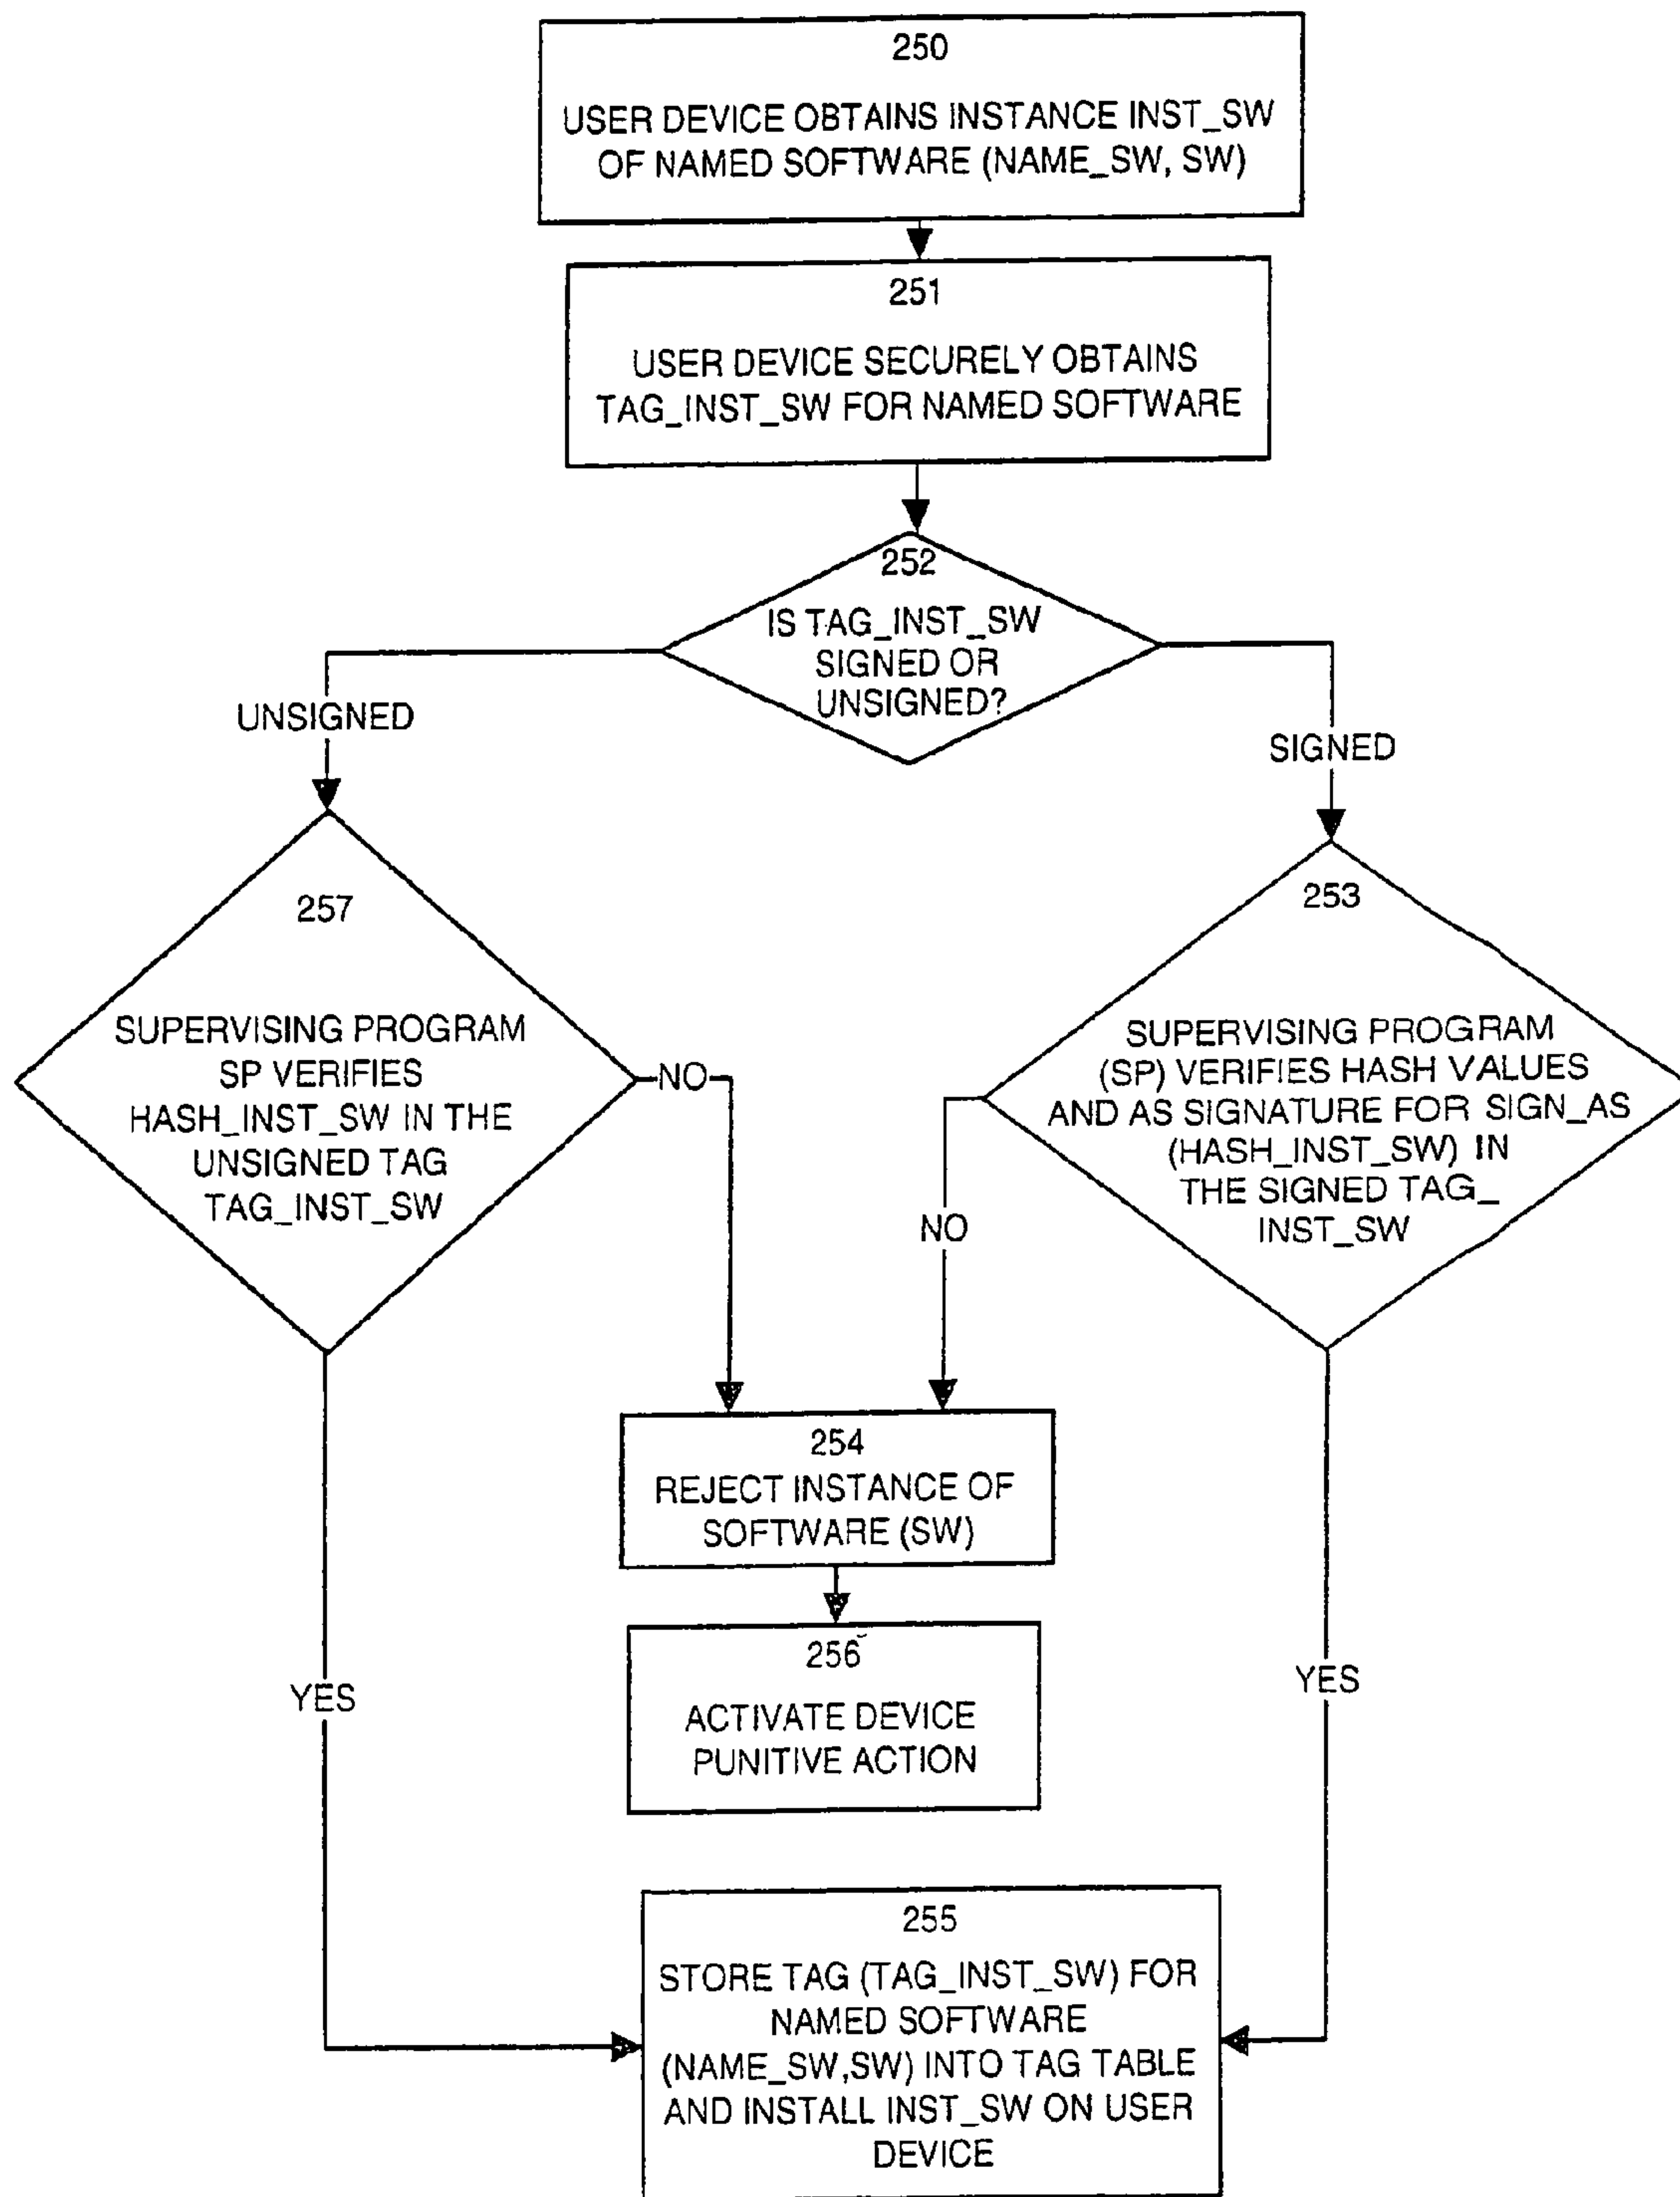 250
USER DEVICE OBTAINS INSTANCE INST_SW
OF NAMED SOFTWARE (NAME_SW, SW)
251
USER DEVICE SECURELY OBTAINS
TAG_INST_SW FOR NAMED SOFTWARE
252
IS TAG_INST_SW
SIGNED OR
UNSIGNED?
UNSIGNED
SIGNED
257
SUPERVISING PROGRAM
SP VERIFIES
HASH_INST_SW IN THE
UNSIGNED TAG
TAG_INST_SW
NO
253
SUPERVISING PROGRAM
(SP) VERIFIES HASH VALUES
AND AS SIGNATURE FOR SIGN_AS
(HASH_INST_SW) IN
THE SIGNED TAG_
INST_SW
NO
254
REJECT INSTANCE OF
SOFTWARE (SW)
256
ACTIVATE DEVICE
PUNITIVE ACTION
YES
YES
255
STORE TAG (TAG_INST_SW) FOR
NAMED SOFTWARE
(NAME_SW,SW) INTO TAG TABLE
AND INSTALL INST_SW ON USER
DEVICE